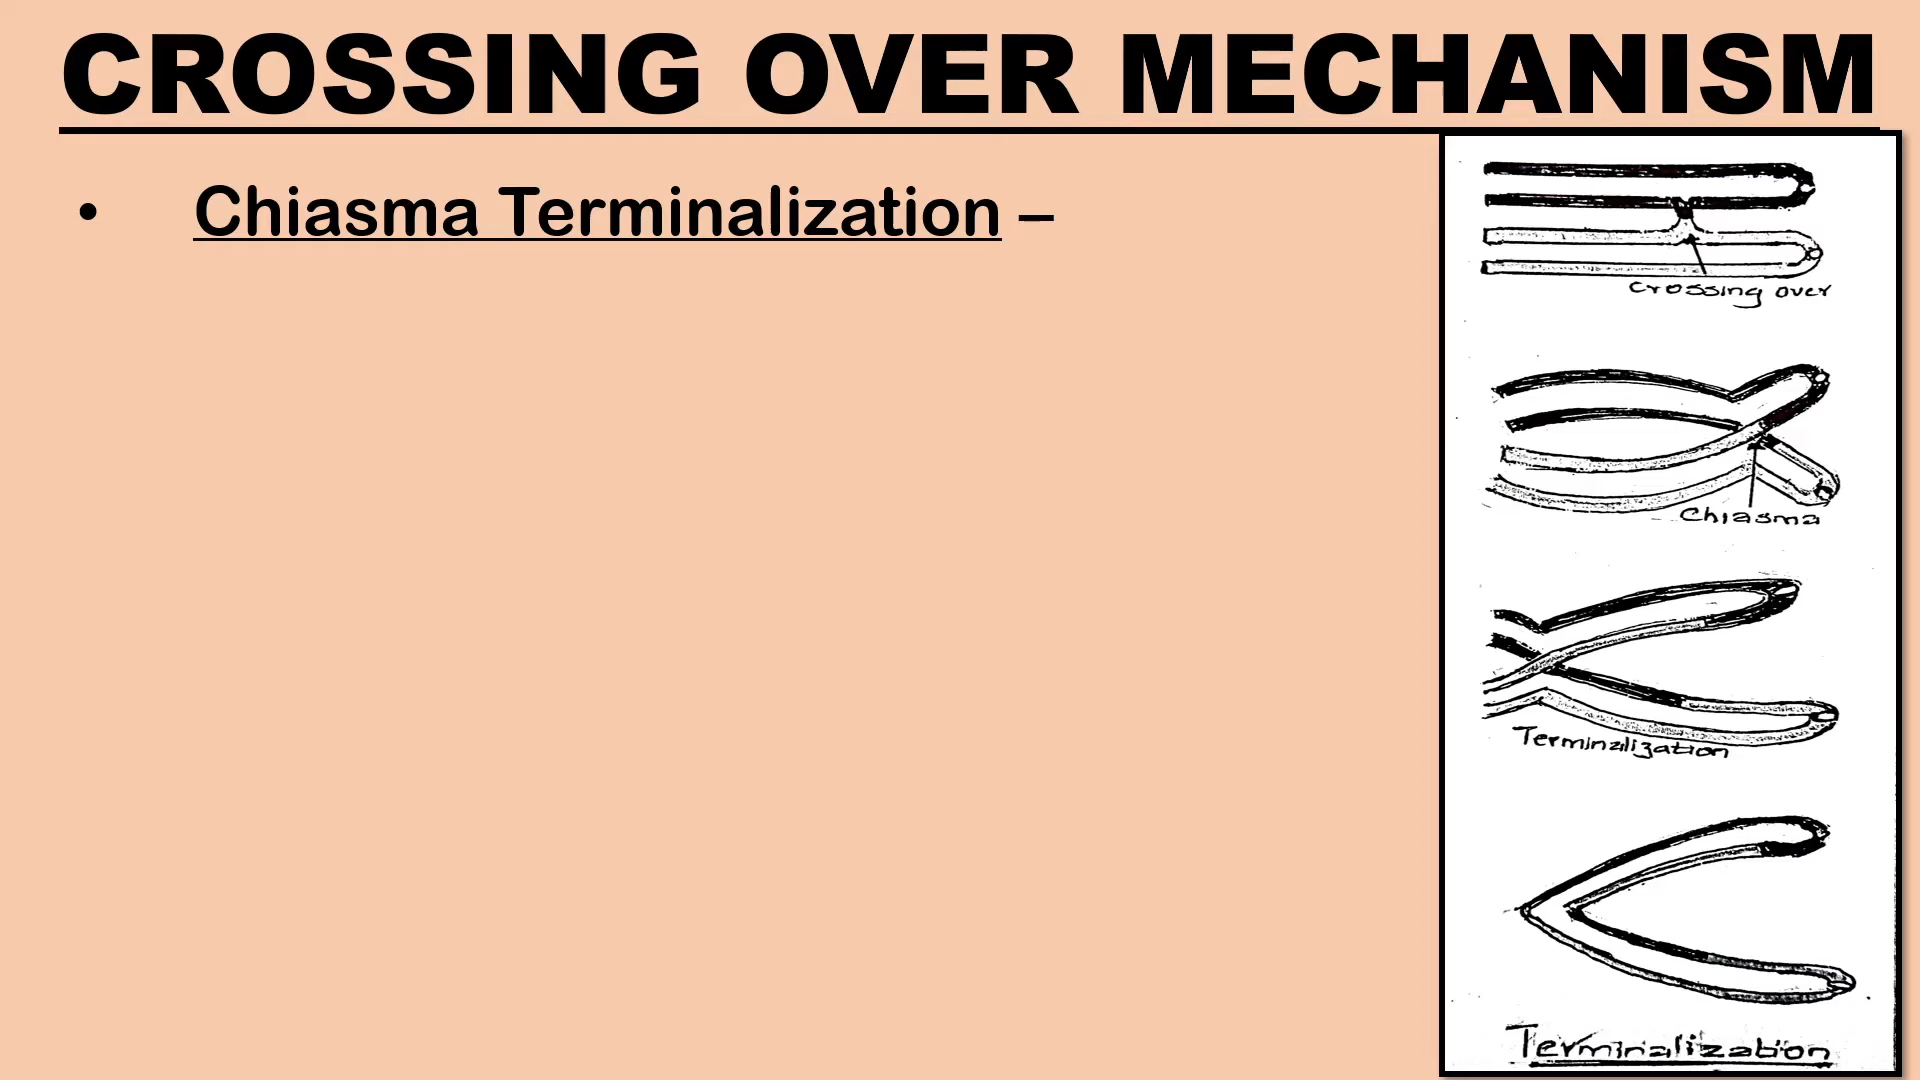 CROSSING OVER MECHANISM
• Chiasma Terminalization –
Crossing over
Chiasma
Terminalization
Terminalization